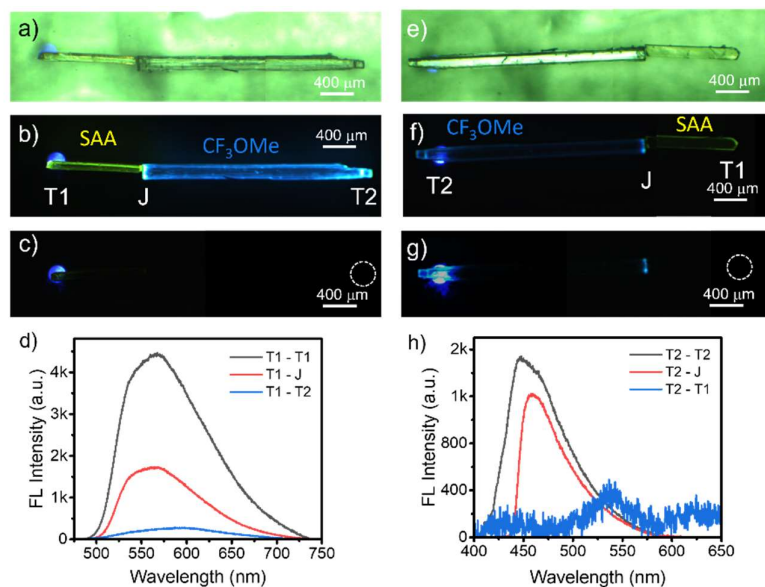 a)
400 μm
b)
SAA
CF₃OMe
400 μm
T1
J
T2
c)
400 μm
d)
FL Intensity (a.u.)
4k
3k
2k
1k
0
T1 - T1
T1 - J
T1 - T2
500 550 600 650 700 750
Wavelength (nm)
e)
400 μm
f)
CF₃OMe
SAA
T2
J
T1
400 μm
g)
400 μm
h)
FL Intensity (a.u.)
2k
1k
800
400
0
T2 - T2
T2 - J
T2 - T1
400 450 500 550 600 650
Wavelength (nm)